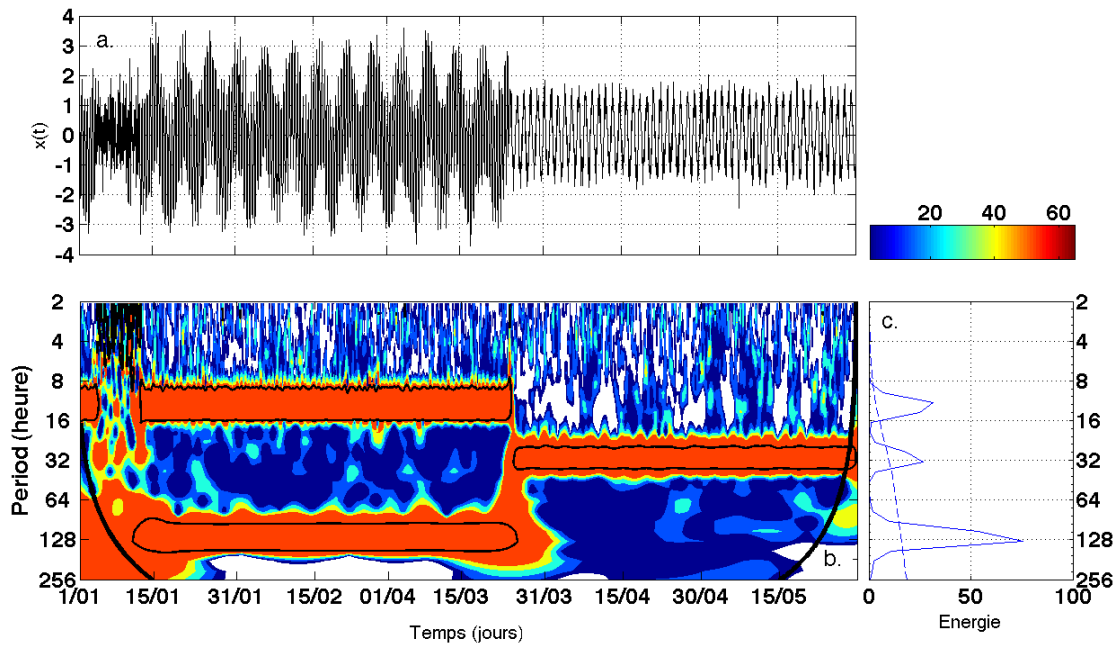 4
3
2
1
0
-1
-2
-3
-4
x(t)
a.
20 40 60
2
4
8
16
32
64
128
256
Period (heure)
b.
1/01 15/01 31/01 15/02 01/04 15/03 31/03 15/04 30/04 15/05
Temps (jours)
c.
2
4
8
16
32
64
128
256
0 50 100
Energie